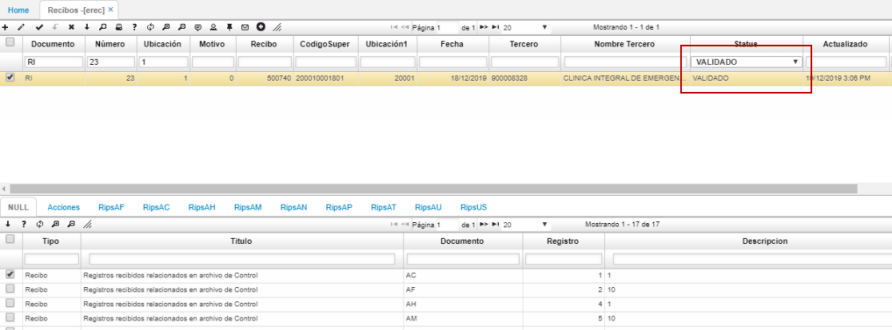 Home Recibos -[erec] ×
Página 1 de 1 20 Mostrando 1 - 1 de 1
Documento Número Ubicación Motivo Recibo CodigoSuper Ubicación1 Fecha Tercero Nombre Tercero Status Actualizado
RI 23 1 VALIDADO
RI 23 1 0 500740 200010001801 20001 18/12/2019 900008328 CLINICA INTEGRAL DE EMERGEN... VALIDADO 19/12/2019 3:06 PM
NULL Acciones RipsAF RipsAC RipsAH RipsAM RipsAN RipsAP RipsAT RipsAU RipsUS
Página 1 de 1 20 Mostrando 1 - 17 de 17
Tipo Titulo Documento Registro Descripcion
Recibo Registros recibidos relacionados en archivo de Control AC 1 1
Recibo Registros recibidos relacionados en archivo de Control AF 2 10
Recibo Registros recibidos relacionados en archivo de Control AH 4 1
Recibo Registros recibidos relacionados en archivo de Control AM 5 10